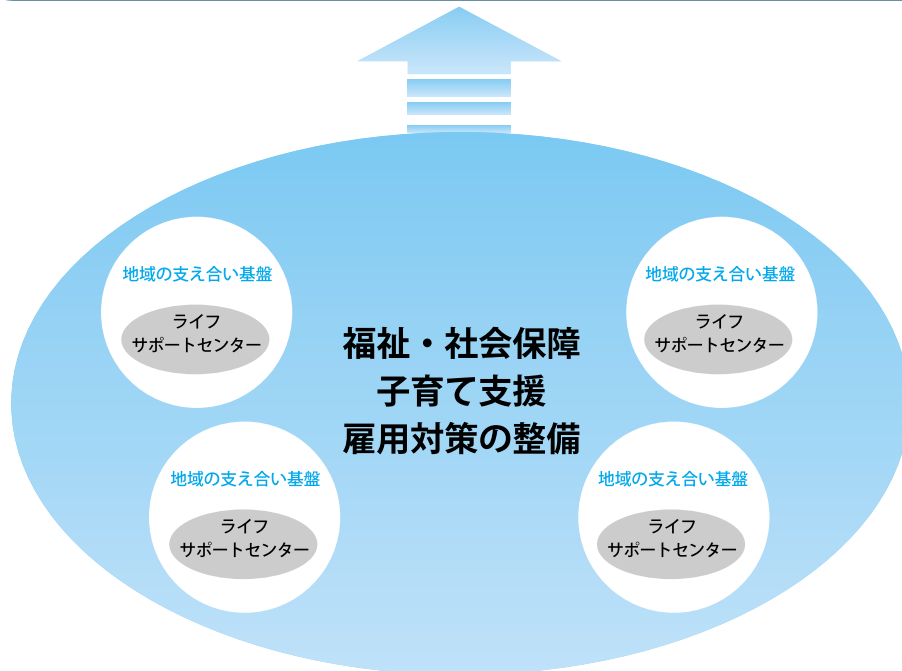 地域の支え合い基盤
ライフ
サポートセンター
地域の支え合い基盤
ライフ
サポートセンター
福祉・社会保障
子育て支援
雇用対策の整備
地域の支え合い基盤
ライフ
サポートセンター
地域の支え合い基盤
ライフ
サポートセンター